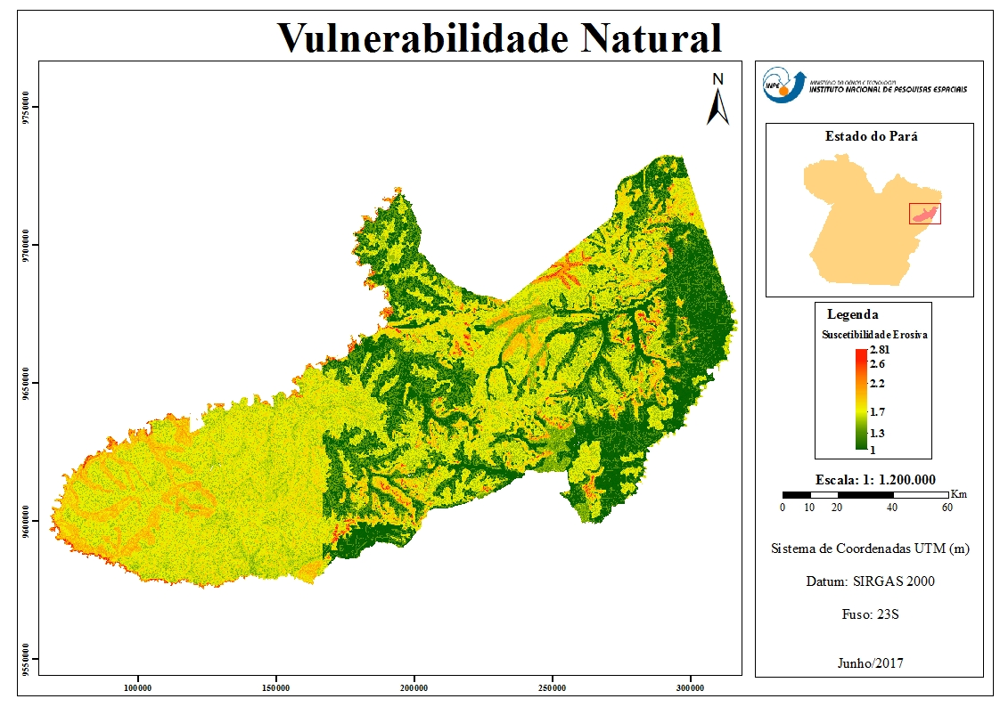 Vulnerabilidade Natural
N
9750000
9700000
9650000
9600000
9550000
100000
150000
200000
250000
300000
INPE
MINISTÉRIO DA CIÊNCIA E TECNOLOGIA
INSTITUTO NACIONAL DE PESQUISAS ESPACIAIS
Estado do Pará
Legenda
Suscetibilidade Erosiva
2.81
2.6
2.2
1.7
1.3
1
Escala: 1: 1.200.000
Km
0 10 20 40 60
Sistema de Coordenadas UTM (m)
Datum: SIRGAS 2000
Fuso: 23S
Junho/2017